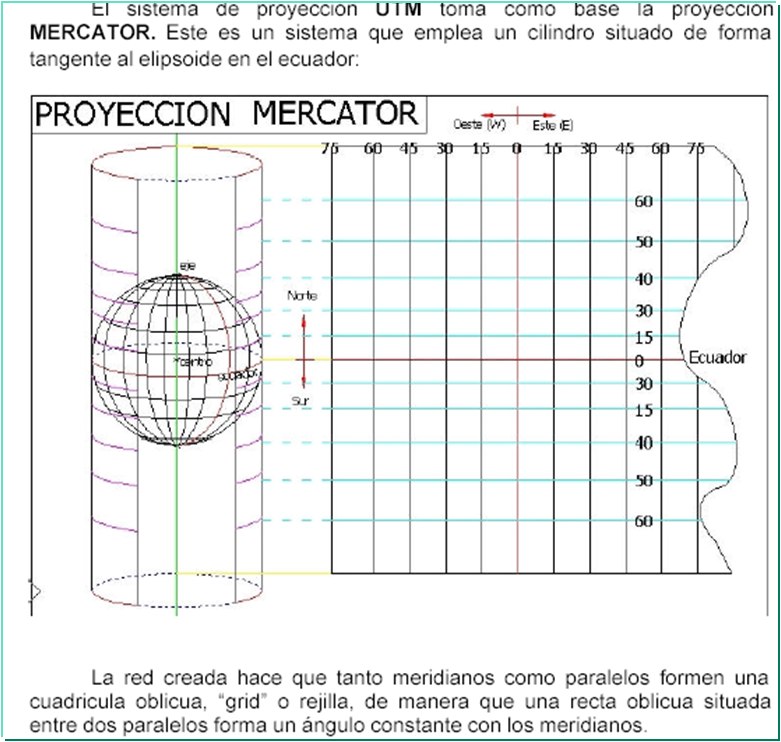 El sistema de proyección UTM toma como base la proyección
MERCATOR. Este es un sistema que emplea un cilindro situado de forma
tangente al elipsoide en el ecuador:
PROYECCION MERCATOR
Oeste (W) Este (E)
75 60 45 30 15 0 15 30 45 60 75
60
50
40
30
15
0 Ecuador
30
15
40
50
60
eje
Norte
centro
ecuador
Sur
La red creada hace que tanto meridianos como paralelos formen una
cuadricula oblicua, “grid” o rejilla, de manera que una recta oblicua situada
entre dos paralelos forma un ángulo constante con los meridianos.